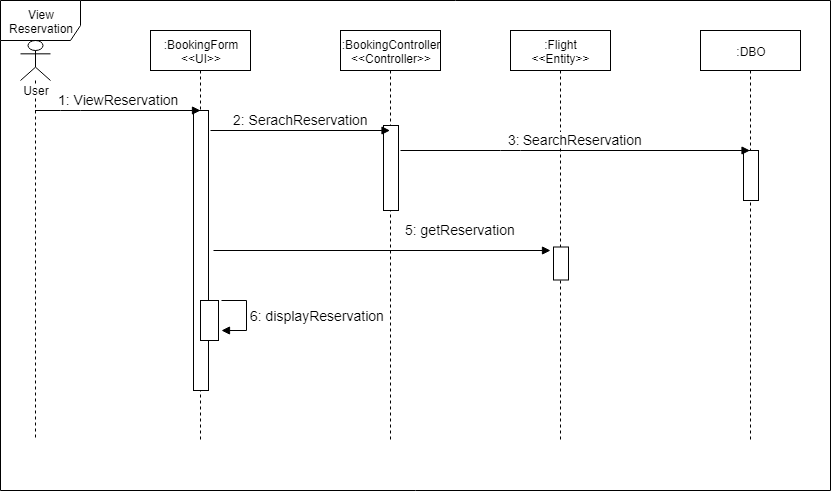 View
Reservation
:BookingForm
<<UI>>
:BookingController
<<Controller>>
:Flight
<<Entity>>
:DBO
User
1: ViewReservation
2: SerachReservation
3: SearchReservation
5: getReservation
6: displayReservation